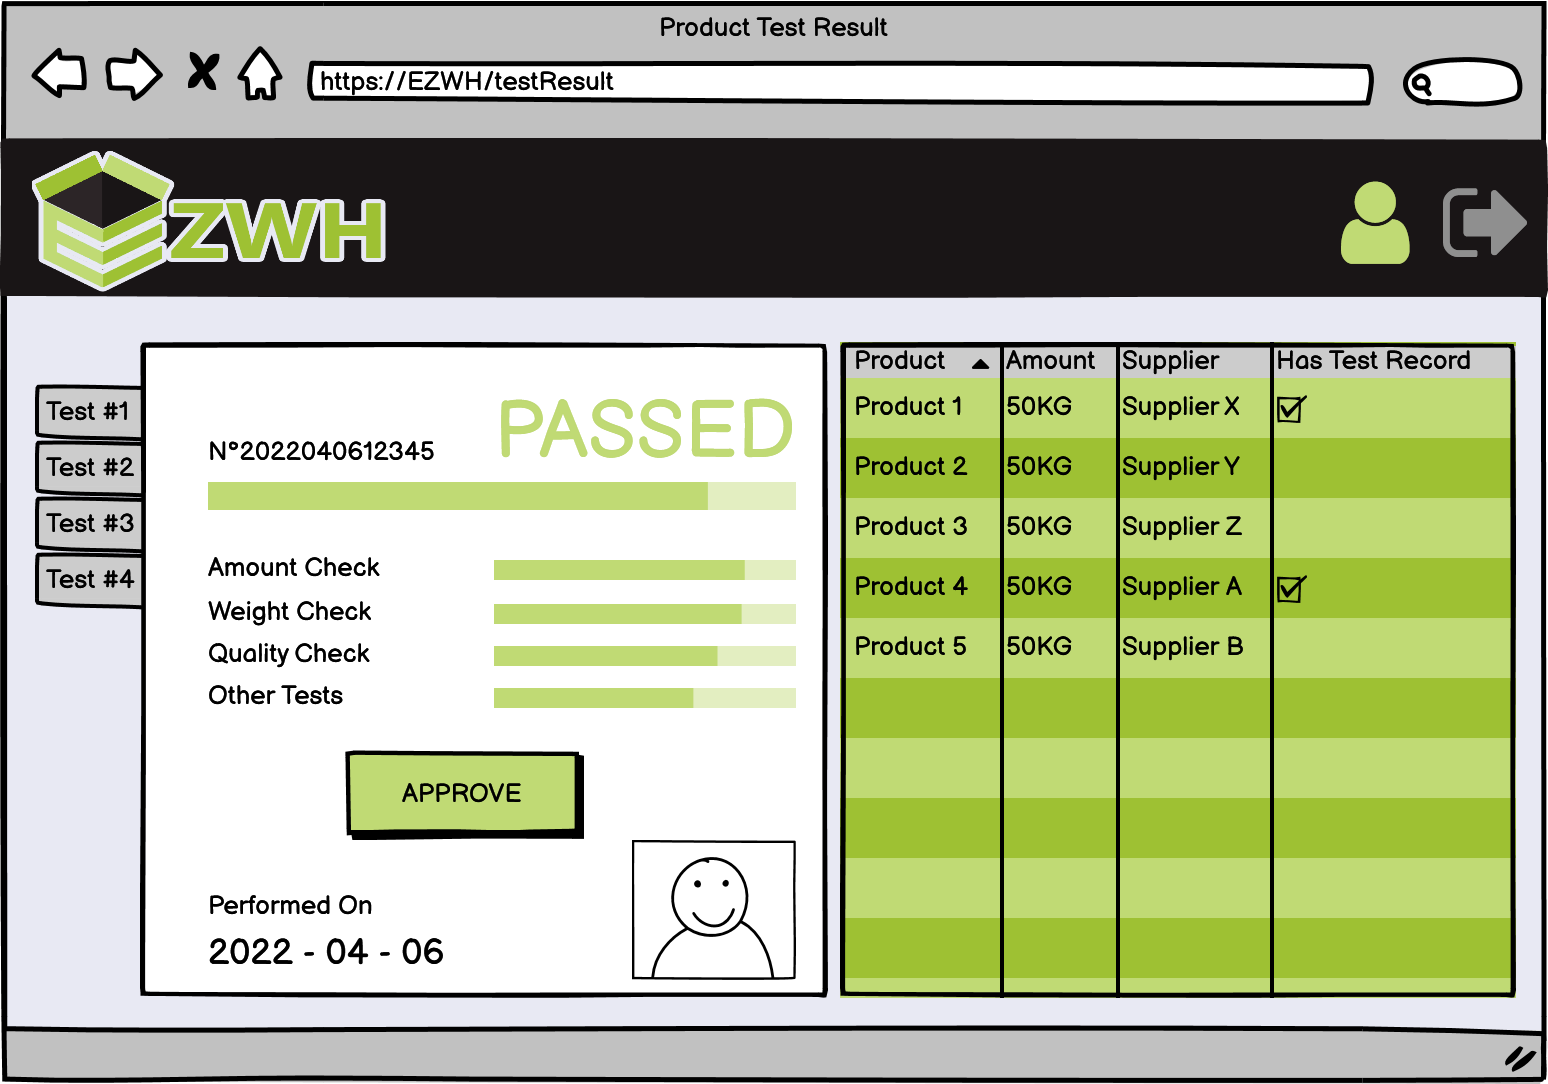 Product Test Result
https://EZWH/testResult
EZWH
Test #1
Test #2
Test #3
Test #4
N°2022040612345
PASSED
Amount Check
Weight Check
Quality Check
Other Tests
APPROVE
Performed On
2022 - 04 - 06
Product Amount Supplier Has Test Record
Product 1 50KG Supplier X
Product 2 50KG Supplier Y
Product 3 50KG Supplier Z
Product 4 50KG Supplier A
Product 5 50KG Supplier B